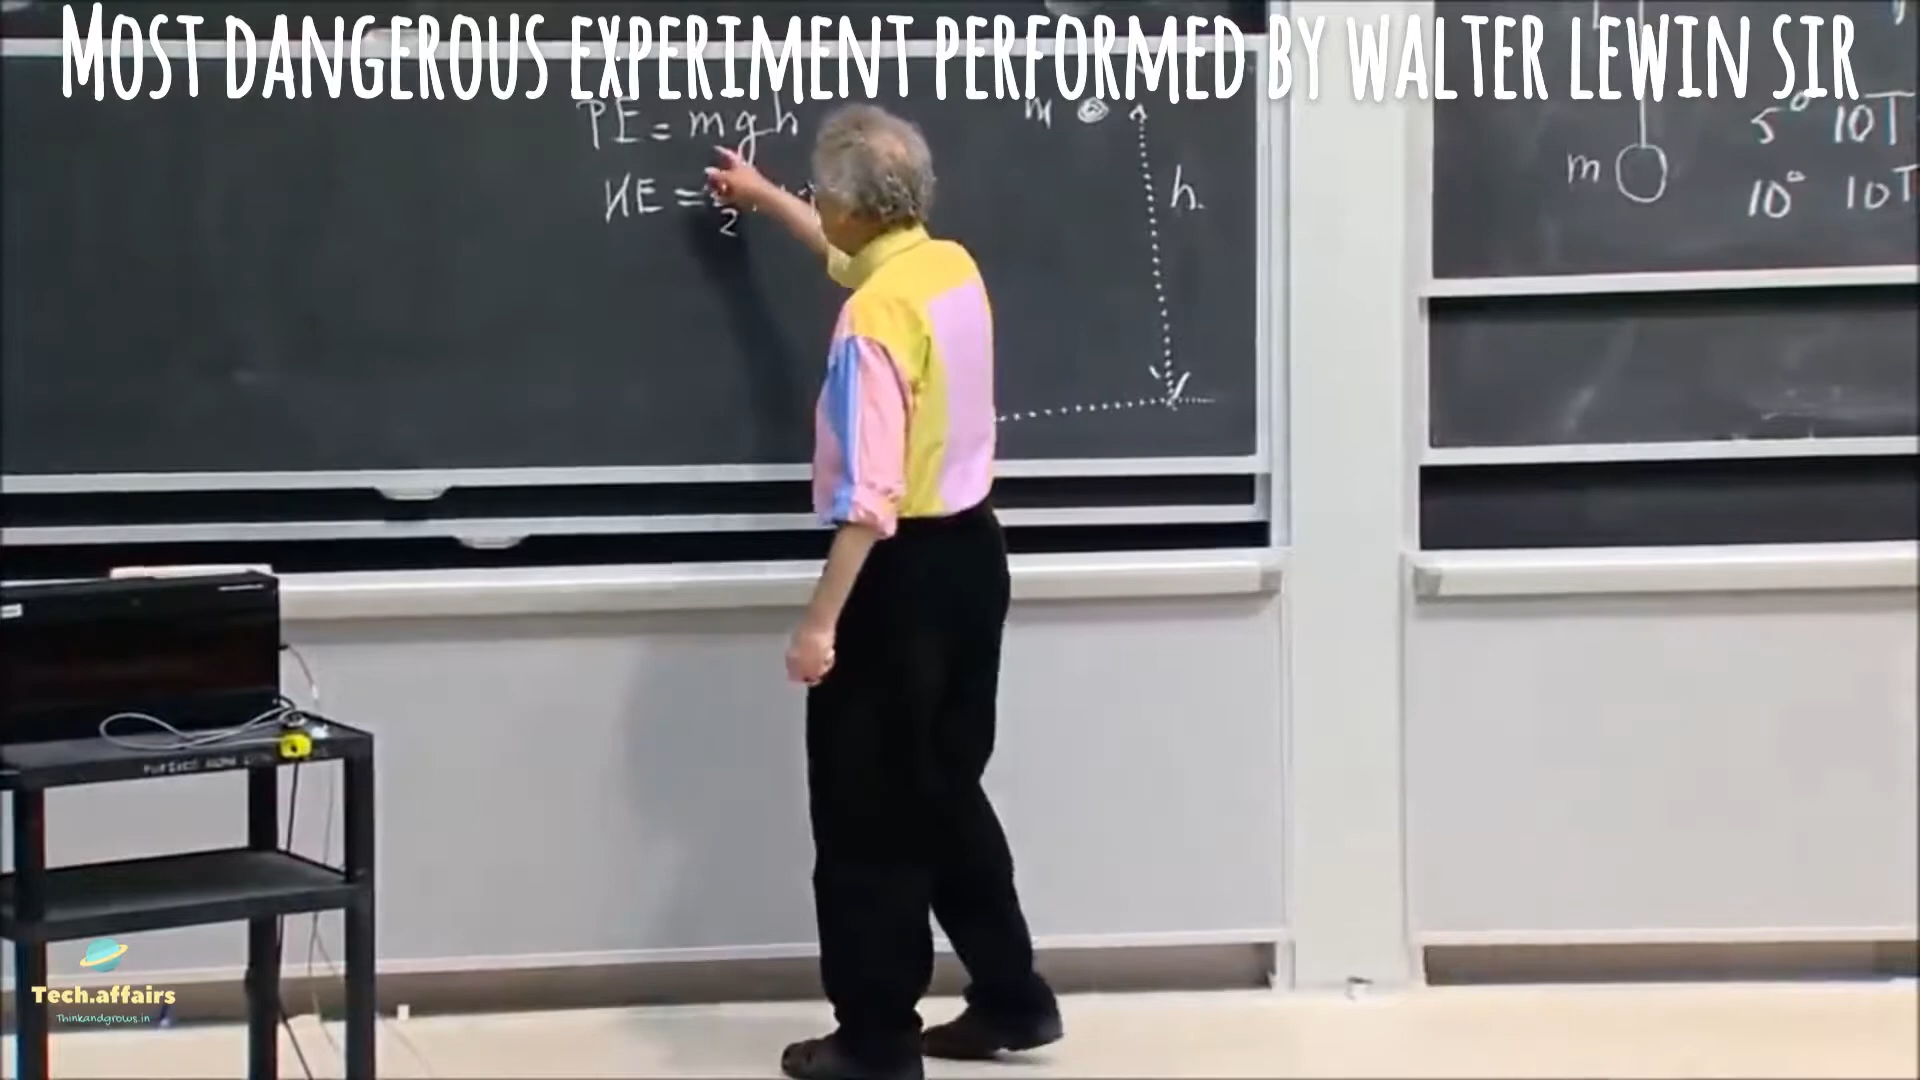 MOST DANGEROUS EXPERIMENT PERFORMED BY WALTER LEWIN SIR
PE = mgh
m
h.
KE =
2
m
5° 10T
10° 10T
Tech.affairs
Thinkandgrows.in